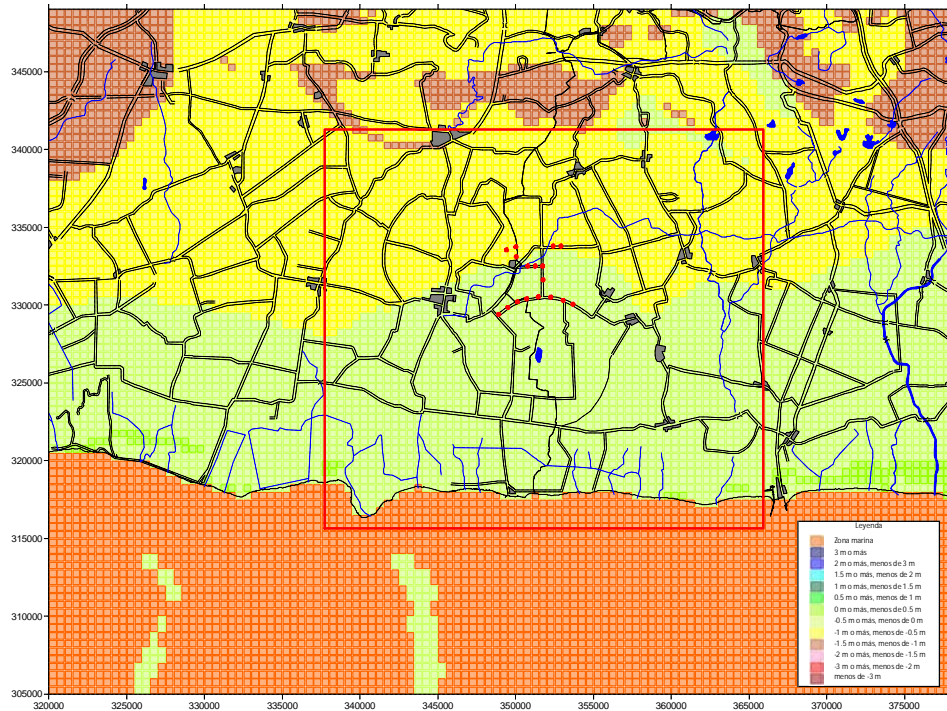 345000
340000
335000
330000
325000
320000
315000
310000
305000
Leyenda
Zona marina
3 m o más
2 m o más, menos de 3 m
1.5 m o más, menos de 2 m
1 m o más, menos de 1.5 m
0.5 m o más, menos de 1 m
0 m o más, menos de 0.5 m
-0.5 m o más, menos de 0 m
-1 m o más, menos de -0.5 m
-1.5 m o más, menos de -1 m
-2 m o más, menos de -1.5 m
-3 m o más, menos de -2 m
menos de -3 m
320000 325000 330000 335000 340000 345000 350000 355000 360000 365000 370000 375000